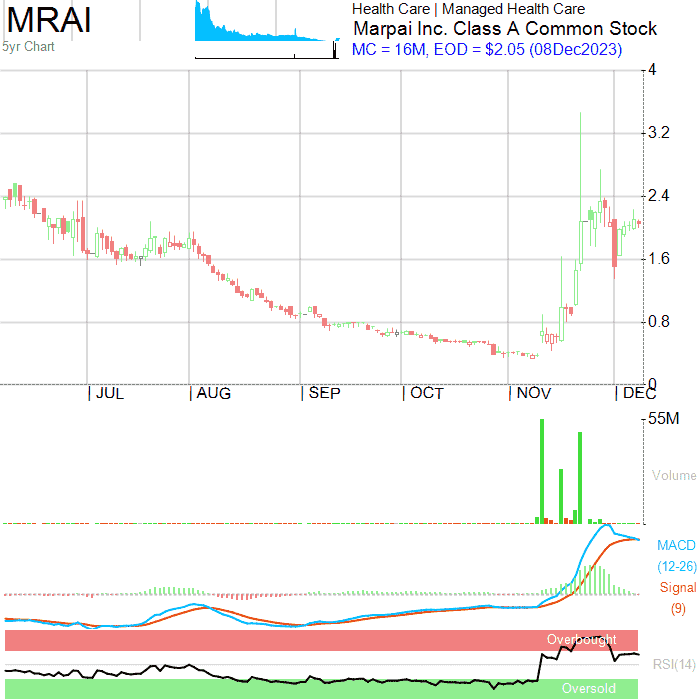 MRAI
5yr Chart
Health Care | Managed Health Care
Marpai Inc. Class A Common Stock
MC = 16M, EOD = $2.05 (08Dec2023)
4
3.2
2.4
1.6
0.8
0
| JUL | AUG | SEP | OCT | NOV | DEC
55M
Volume
MACD
(12-26)
Signal
(9)
Overbought
RSI(14)
Oversold